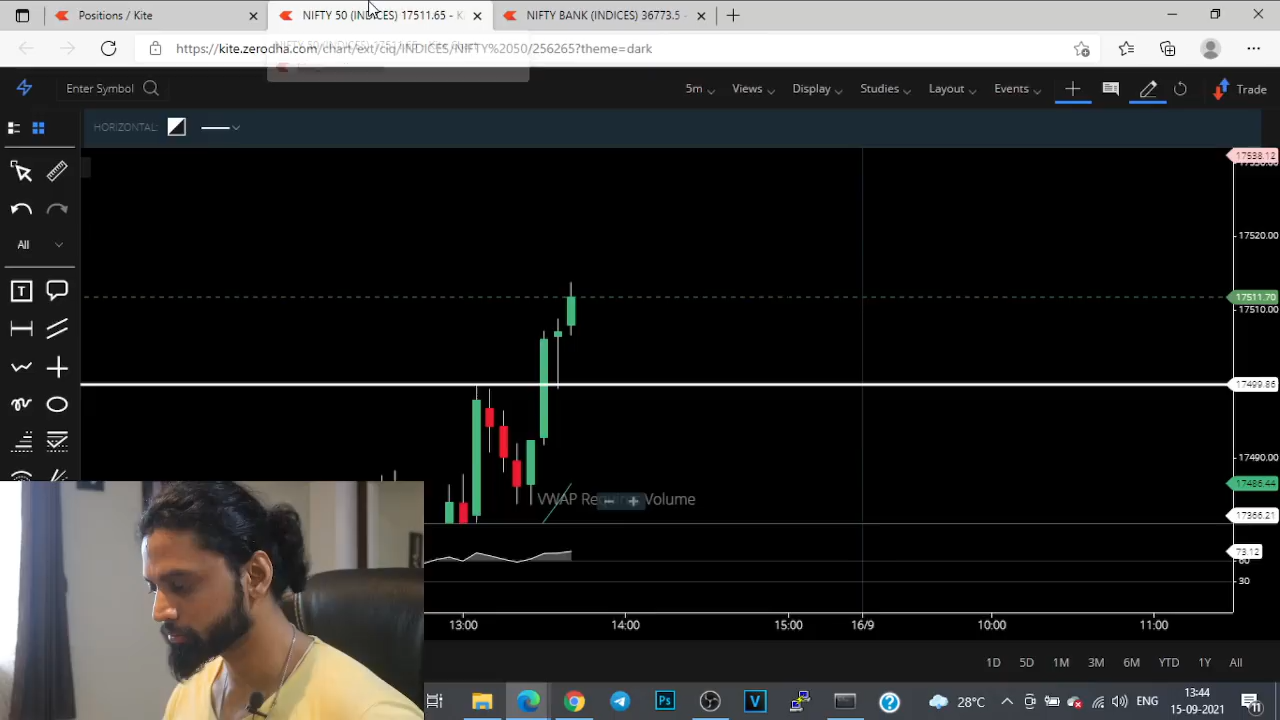 Positions / Kite
NIFTY 50 (INDICES) 17511.65 - K
NIFTY BANK (INDICES) 36773.5 -
https://kite.zerodha.com/chart/ext/ciq/INDICES/NIFTY%2050/256265?theme=dark
Enter Symbol
5m
Views
Display
Studies
Layout
Events
Trade
HORIZONTAL:
17538.12
17520.00
17511.70
17510.00
17499.86
17490.00
17486.44
17366.21
73.12
60
30
All
T
VWAP
Volume
13:00
14:00
15:00
16/9
10:00
11:00
1D
5D
1M
3M
6M
YTD
1Y
All
Ps
V
28°C
ENG
13:44
15-09-2021
11